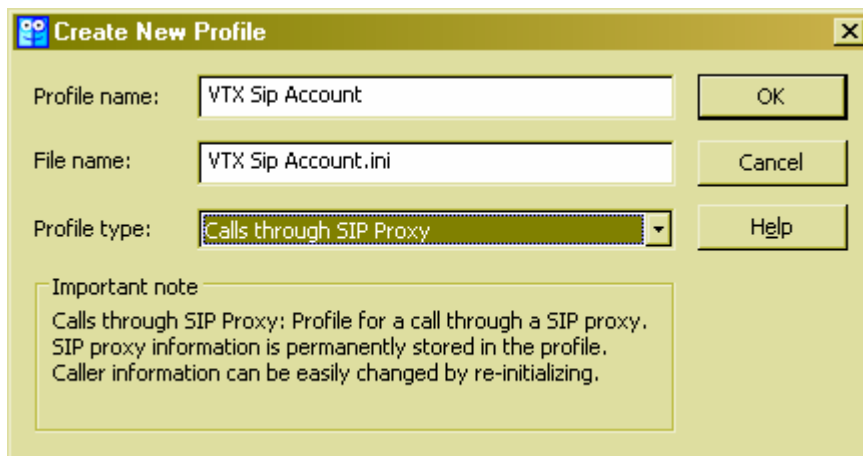 Create New Profile
Profile name:
VTX Sip Account
OK
File name:
VTX Sip Account.ini
Cancel
Profile type:
Calls through SIP Proxy
Help
Important note
Calls through SIP Proxy: Profile for a call through a SIP proxy.
SIP proxy information is permanently stored in the profile.
Caller information can be easily changed by re-initializing.